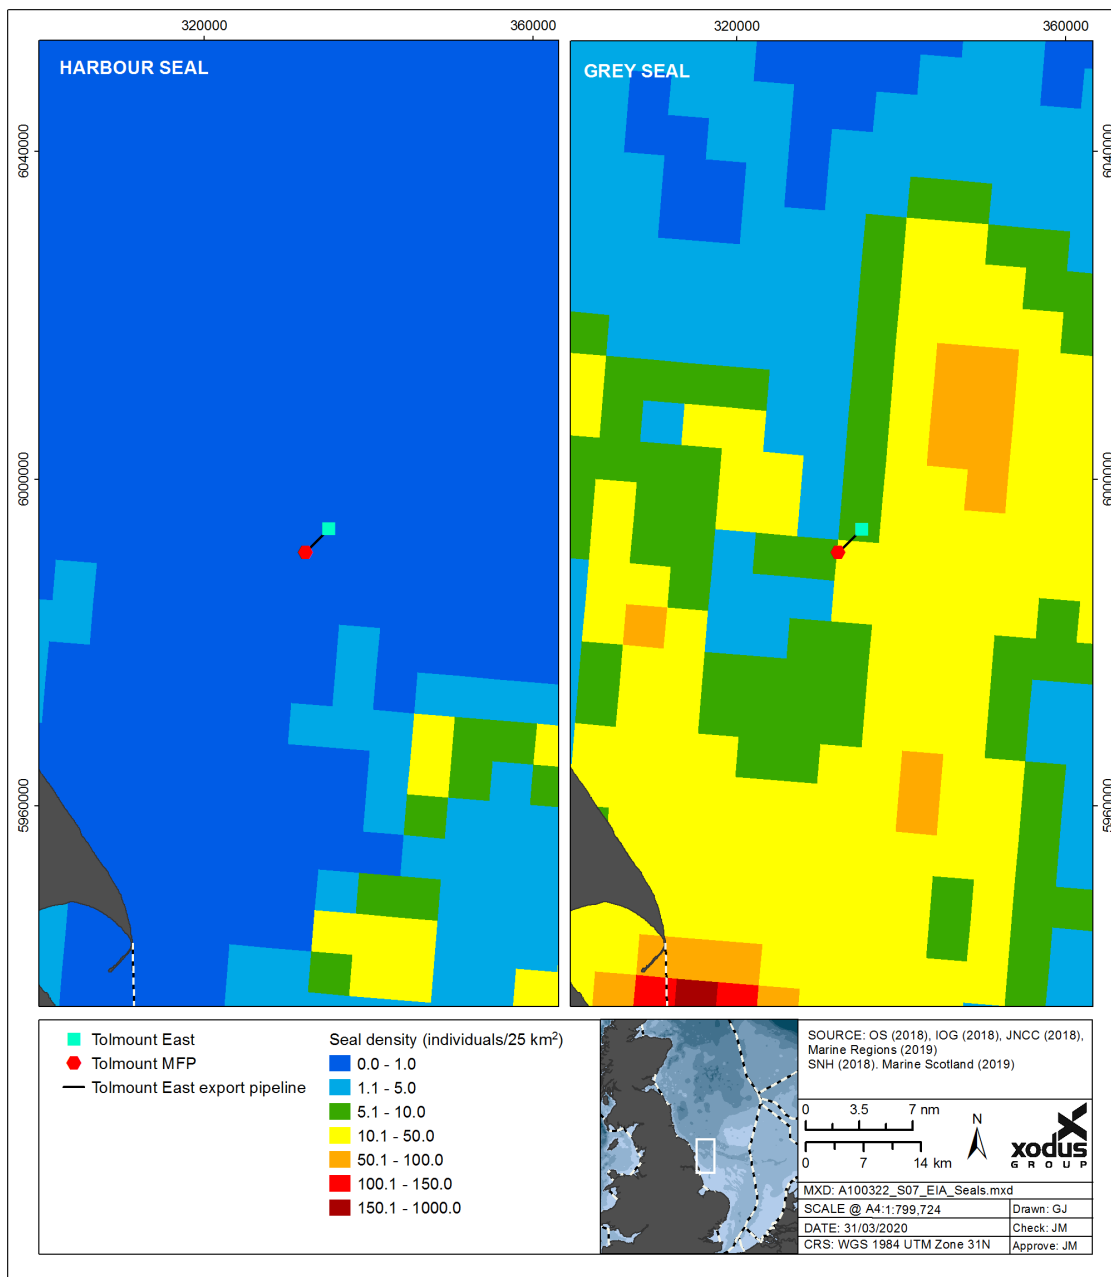 320000
360000
320000
360000
HARBOUR SEAL
GREY SEAL
6040000
6000000
5960000
6040000
6000000
5960000
Tolmount East
Tolmount MFP
Tolmount East export pipeline
Seal density (individuals/25 km²)
0.0 - 1.0
1.1 - 5.0
5.1 - 10.0
10.1 - 50.0
50.1 - 100.0
100.1 - 150.0
150.1 - 1000.0
SOURCE: OS (2018), IOG (2018), JNCC (2018),
Marine Regions (2019)
SNH (2018). Marine Scotland (2019)
0 3.5 7 nm
0 7 14 km
N
xodus
GROUP
MXD: A100322_S07_EIA_Seals.mxd
SCALE @ A4:1:799,724
Drawn: GJ
DATE: 31/03/2020
Check: JM
CRS: WGS 1984 UTM Zone 31N
Approve: JM